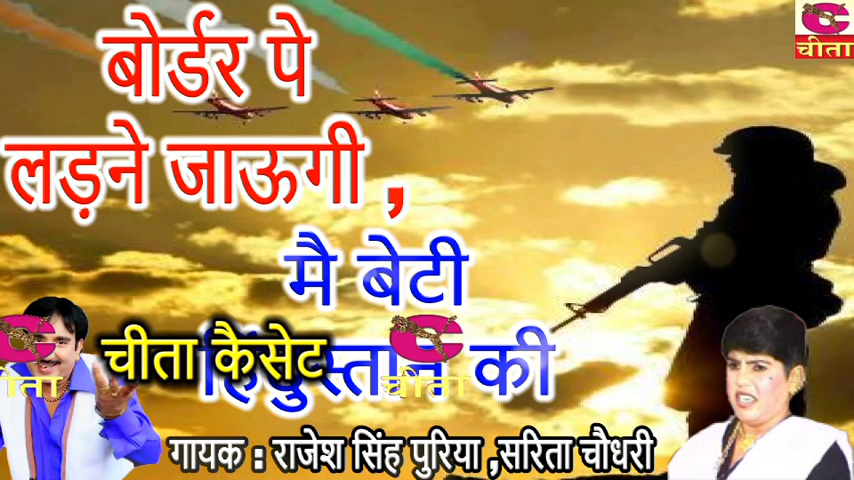 चीता
बोर्डर पे
लड़ने जाऊगी ,
मै बेटी
हिंदुस्तान की
चीता कैसेट
चीता
चीता
गायक : राजेश सिंह पुरिया ,सरिता चौधरी